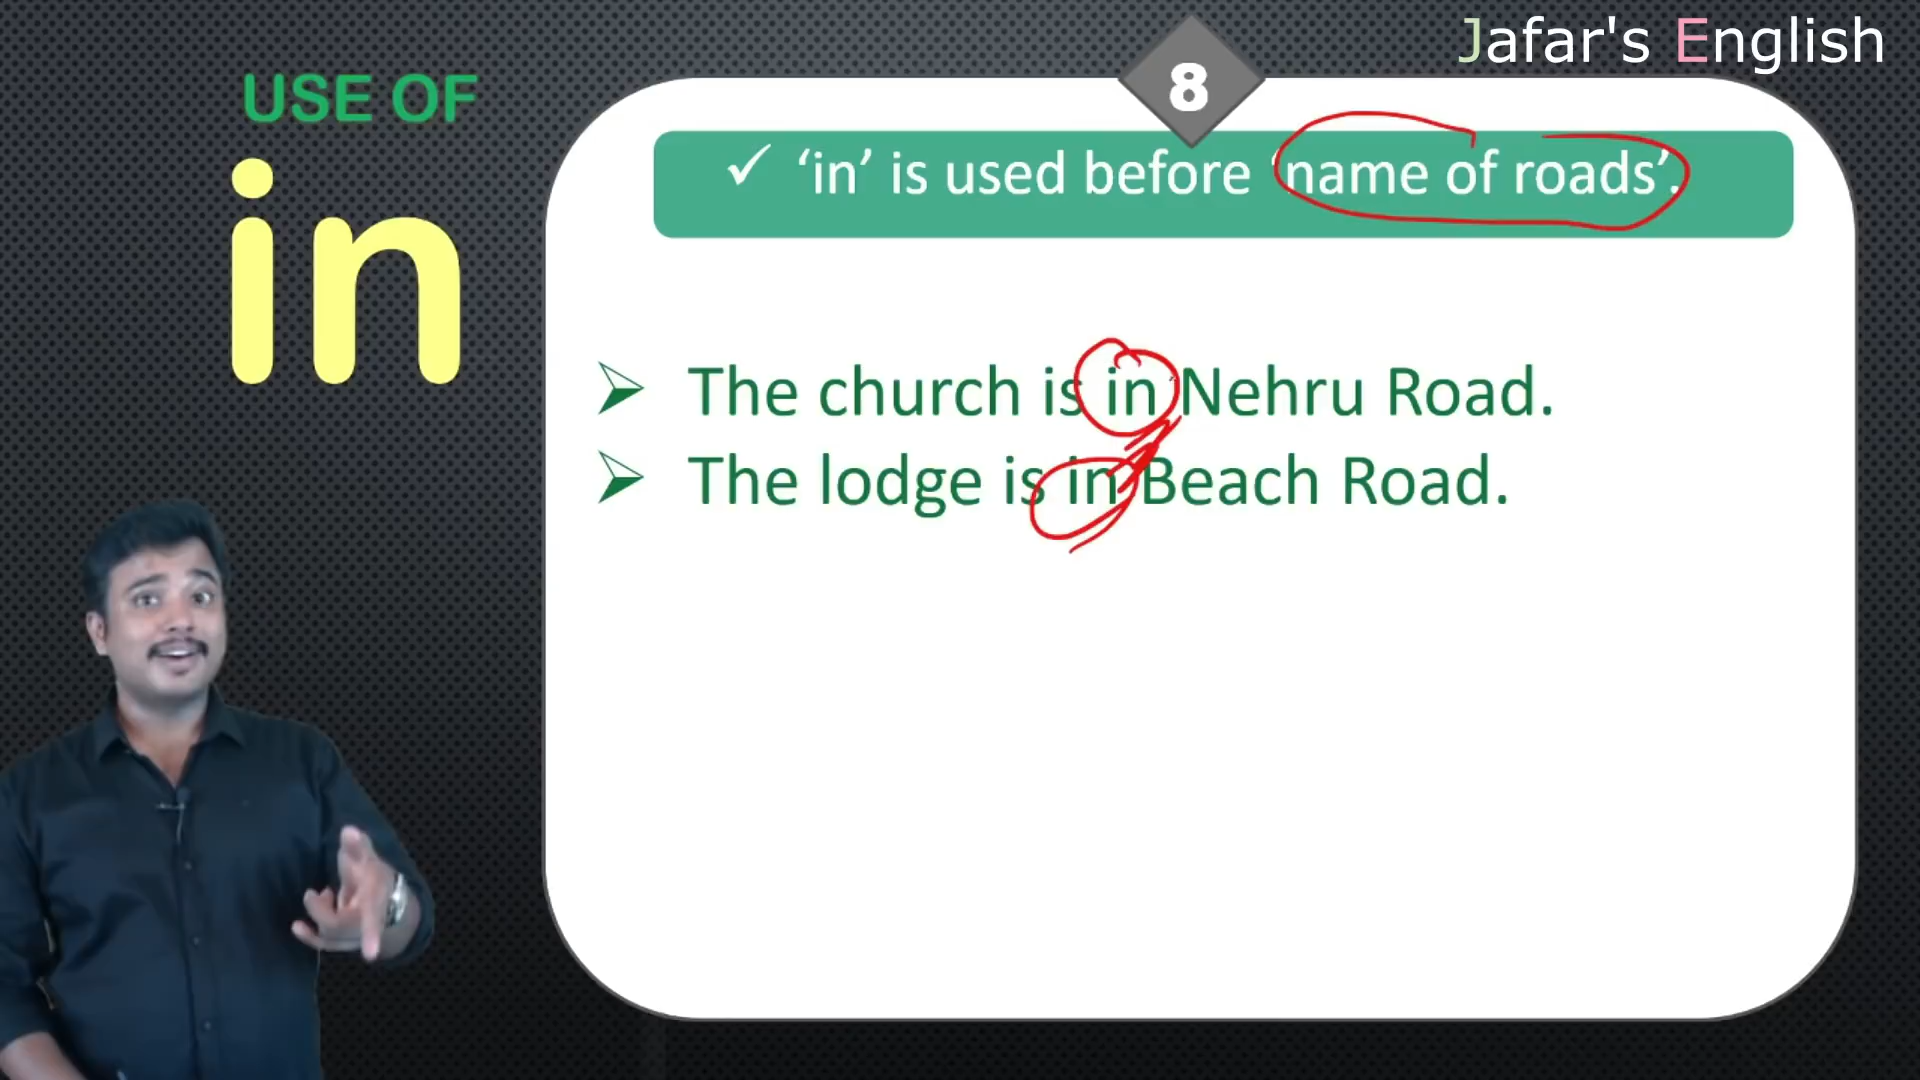 Jafar's English
USE OF
in
8
✓ ‘in’ is used before ‘name of roads’.
➢ The church is in Nehru Road.
➢ The lodge is in Beach Road.